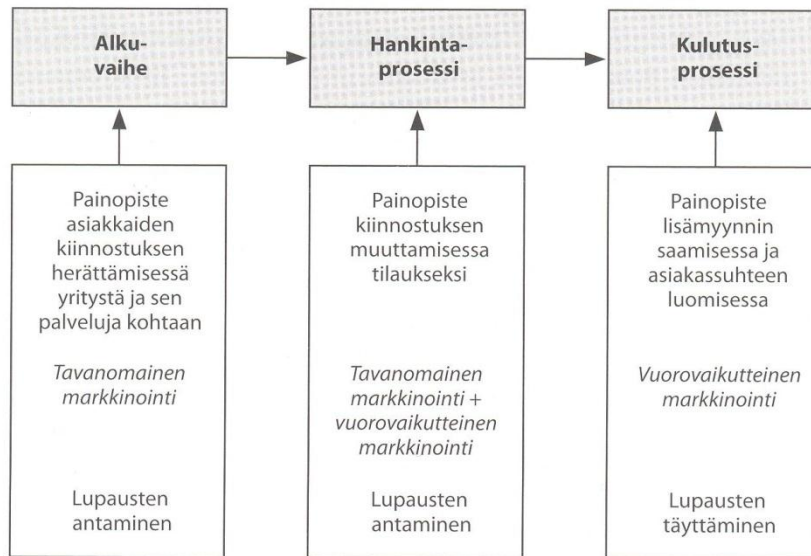 Alku-
vaihe
Hankinta-
prosessi
Kulutus-
prosessi
Painopiste
asiakkaiden
kiinnostuksen
herättämisessä
yritystä ja sen
palveluja kohtaan
Tavanomainen
markkinointi
Lupausten
antaminen
Painopiste
kiinnostuksen
muuttamisessa
tilaukseksi
Tavanomainen
markkinointi +
vuorovaikutteinen
markkinointi
Lupausten
antaminen
Painopiste
lisämyynnin
saamisessa ja
asiakassuhteen
luomisessa
Vuorovaikutteinen
markkinointi
Lupausten
täyttäminen